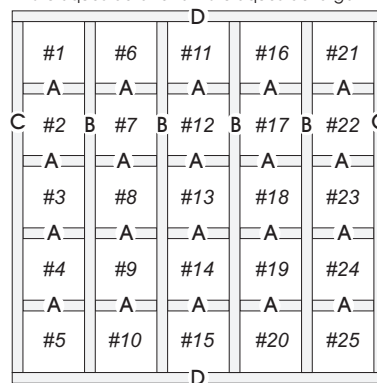 D
#1 #6 #11 #16 #21
A A A A A
C #2 B #7 B #12 B #17 B #22
A A A A A
#3 #8 #13 #18 #23
A A A A A
#4 #9 #14 #19 #24
A A A A A
#5 #10 #15 #20 #25
D